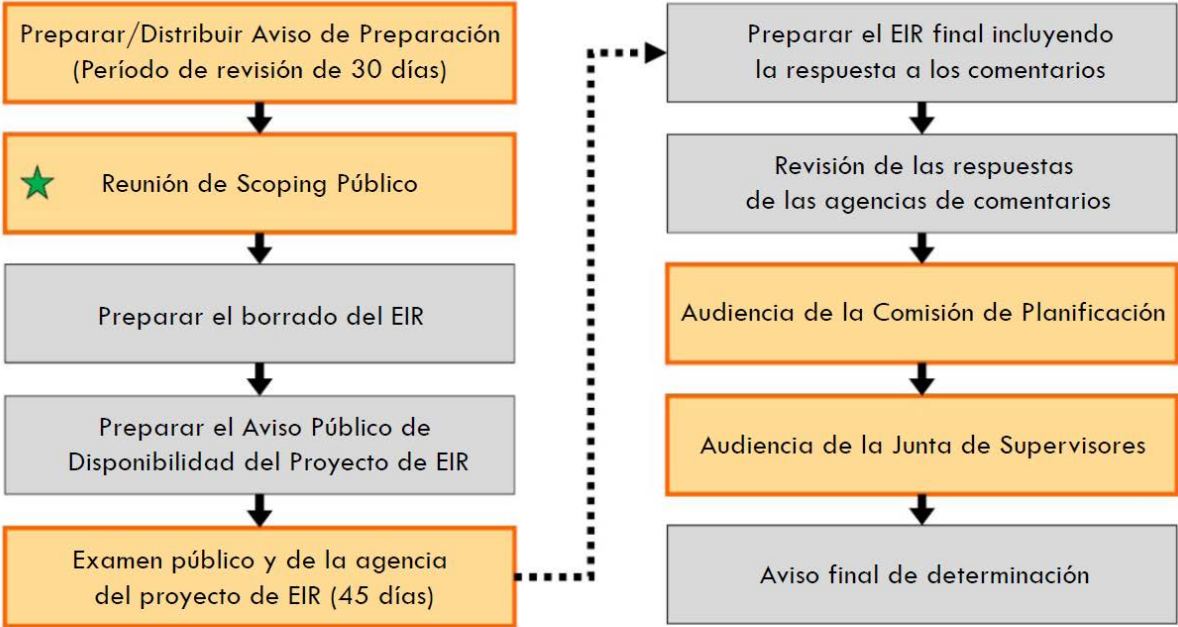 Preparar/Distribuir Aviso de Preparación
(Período de revisión de 30 días)
Reunión de Scoping Público
Preparar el borrado del EIR
Preparar el Aviso Público de
Disponibilidad del Proyecto de EIR
Examen público y de la agencia
del proyecto de EIR (45 días)
Preparar el EIR final incluyendo
la respuesta a los comentarios
Revisión de las respuestas
de las agencias de comentarios
Audiencia de la Comisión de Planificación
Audiencia de la Junta de Supervisores
Aviso final de determinación